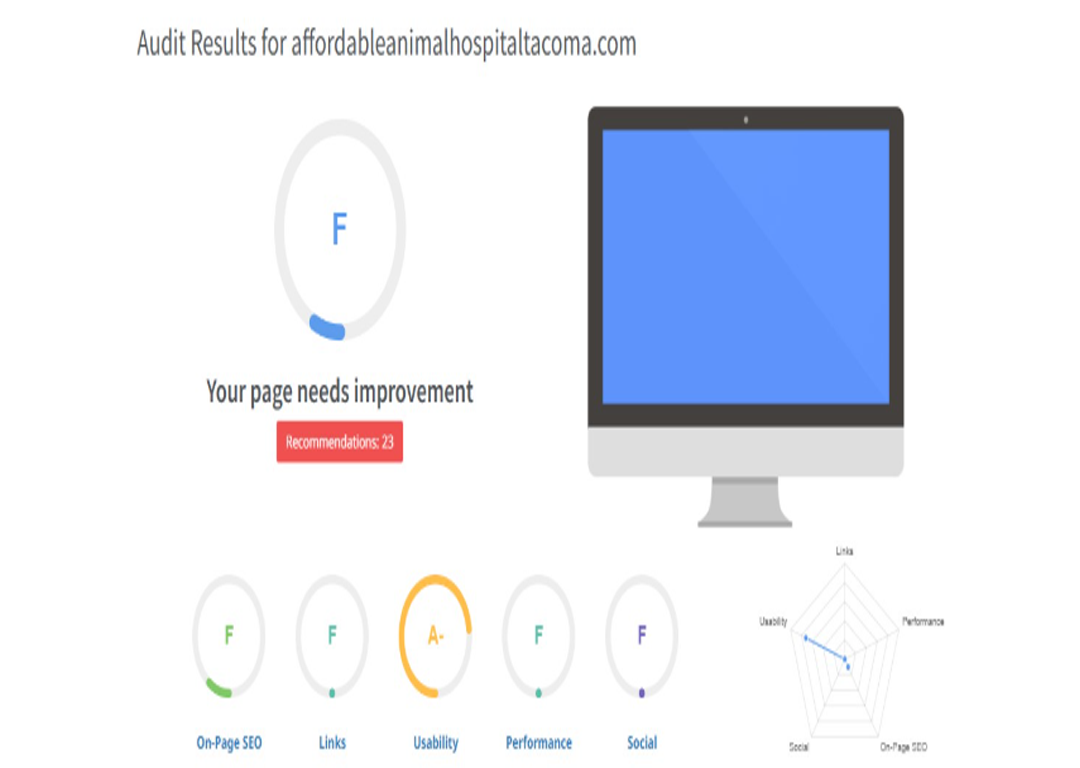 Audit Results for affordableanimalhospitaltacoma.com
F
Your page needs improvement
Recommendations: 23
F
F
A-
F
F
On-Page SEO
Links
Usability
Performance
Social
Links
Usability
Performance
Social
On-Page SEO